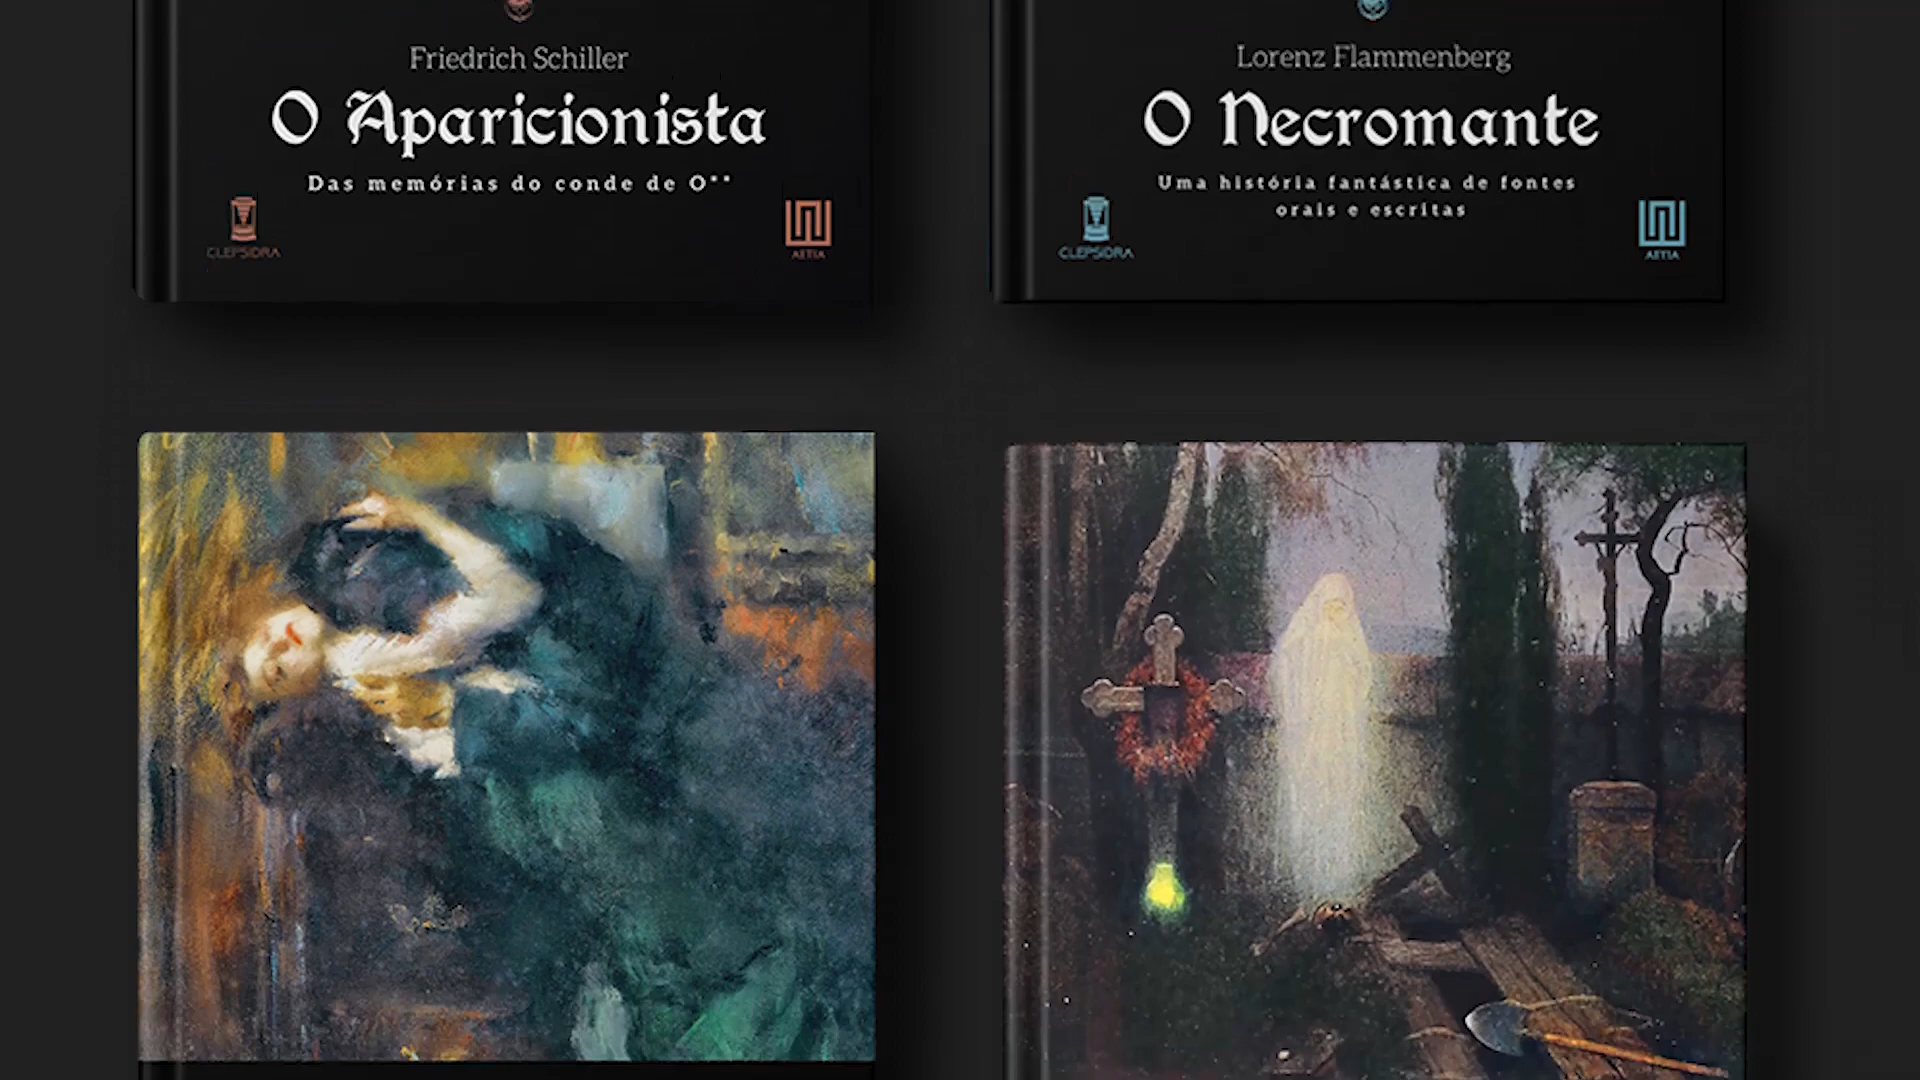 Friedrich Schiller
O Aparicionista
Das memórias do conde de O**
CLEPSIDRA
AETIA
Lorenz Flammenberg
O Necromante
Uma história fantástica de fontes
orais e escritas
CLEPSIDRA
AETIA